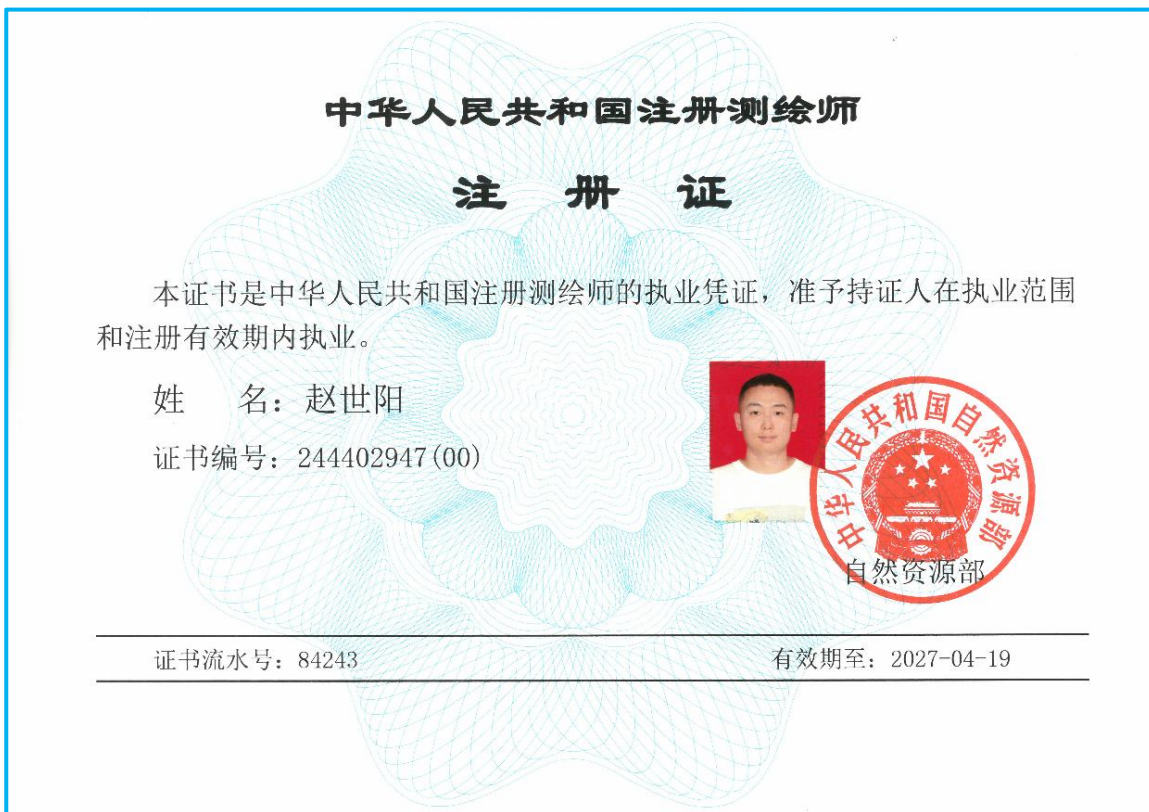 中华人民共和国注册测绘师
注 册 证
本证书是中华人民共和国注册测绘师的执业凭证，准予持证人在执业范围
和注册有效期内执业。
姓 名：赵世阳
证书编号：244402947(00)
中华人民共和国自然资源部
自然资源部
证书流水号：84243
有效期至：2027-04-19